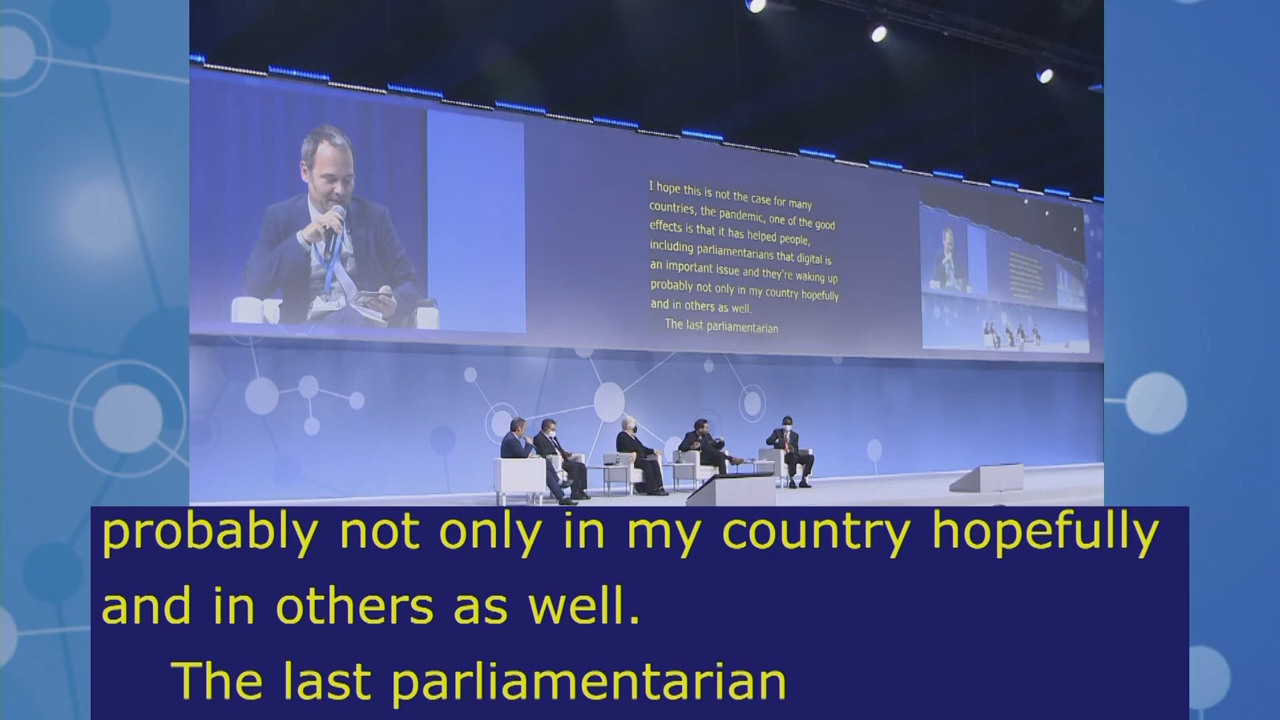 I hope this is not the case for many
countries, the pandemic, one of the good
effects is that it has helped people,
including parliamentarians that digital is
an important issue and they're waking up
probably not only in my country hopefully
and in others as well.
The last parliamentarian
probably not only in my country hopefully
and in others as well.
The last parliamentarian